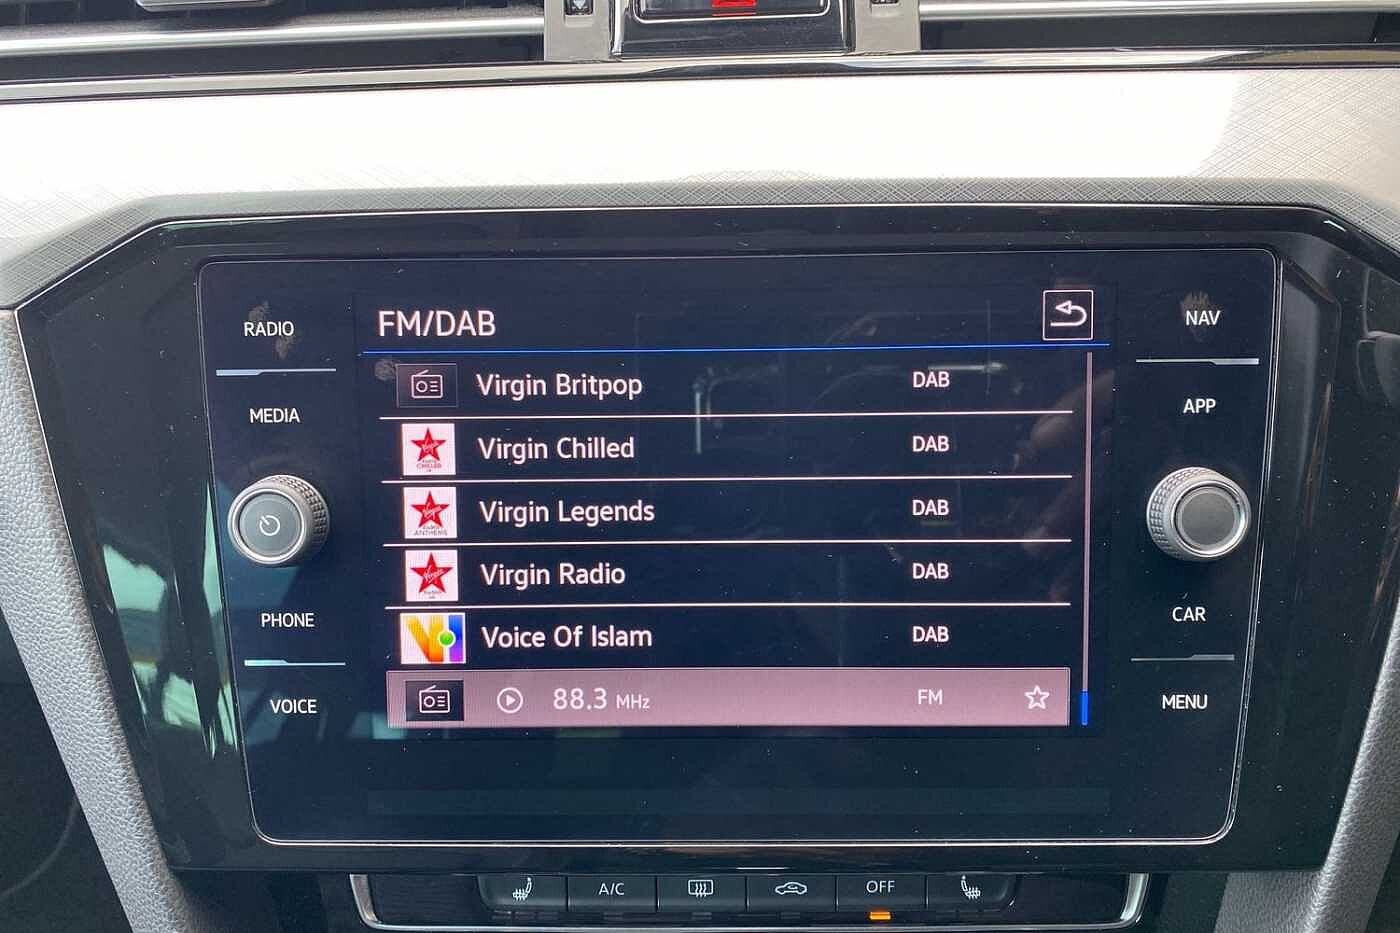 RADIO
MEDIA
PHONE
VOICE
FM/DAB
Virgin Britpop DAB
Virgin Chilled DAB
Virgin Legends DAB
Virgin Radio DAB
Voice Of Islam DAB
88.3 MHz FM
NAV
APP
CAR
MENU
A/C
OFF